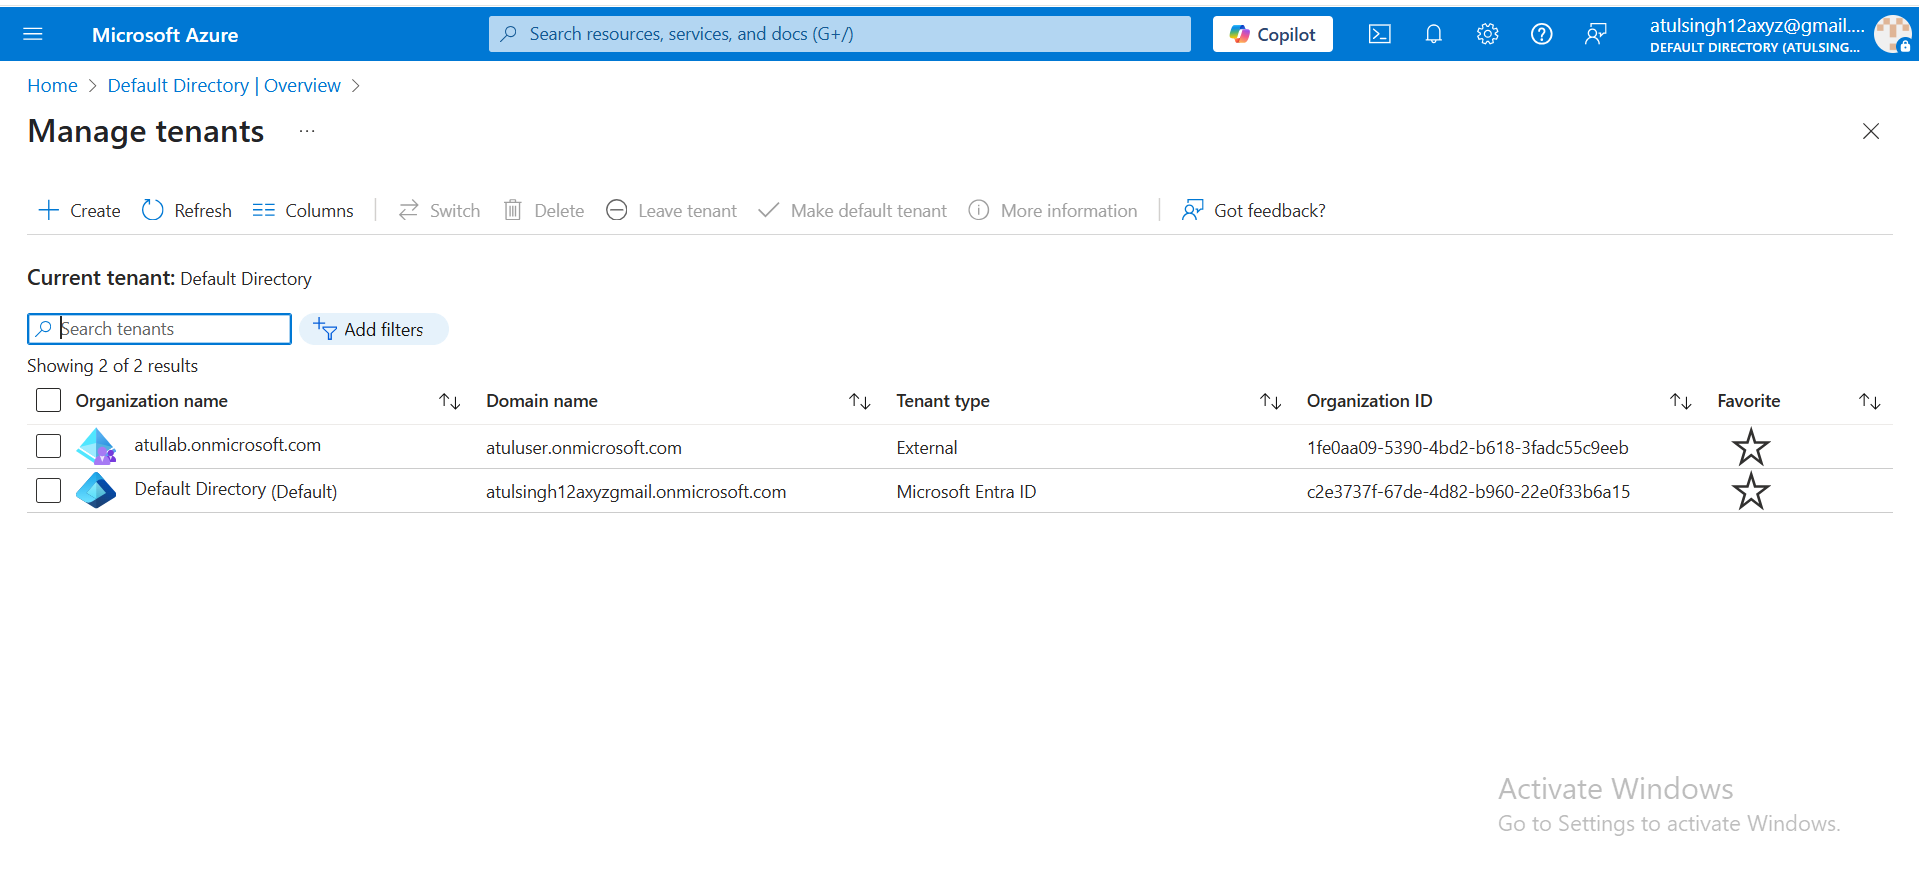 Microsoft Azure
Search resources, services, and docs (G+/)
Copilot
atulsingh12axyz@gmail....
DEFAULT DIRECTORY (ATULSING...
Home > Default Directory | Overview >
Manage tenants ...
Create Refresh Columns Switch Delete Leave tenant Make default tenant More information Got feedback?
Current tenant: Default Directory
Search tenants Add filters
Showing 2 of 2 results
Organization name Domain name Tenant type Organization ID Favorite
atullab.onmicrosoft.com atuluser.onmicrosoft.com External 1fe0aa09-5390-4bd2-b618-3fadc55c9eeb
Default Directory (Default) atulsingh12axyzgmail.onmicrosoft.com Microsoft Entra ID c2e3737f-67de-4d82-b960-22e0f33b6a15
Activate Windows
Go to Settings to activate Windows.